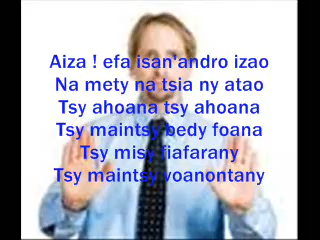 Aiza ! efa isan'andro izao
Na mety na tsia ny atao
Tsy ahoana tsy ahoana
Tsy maintsy bedy foana
Tsy misy fiafarany
Tsy maintsy voanontany